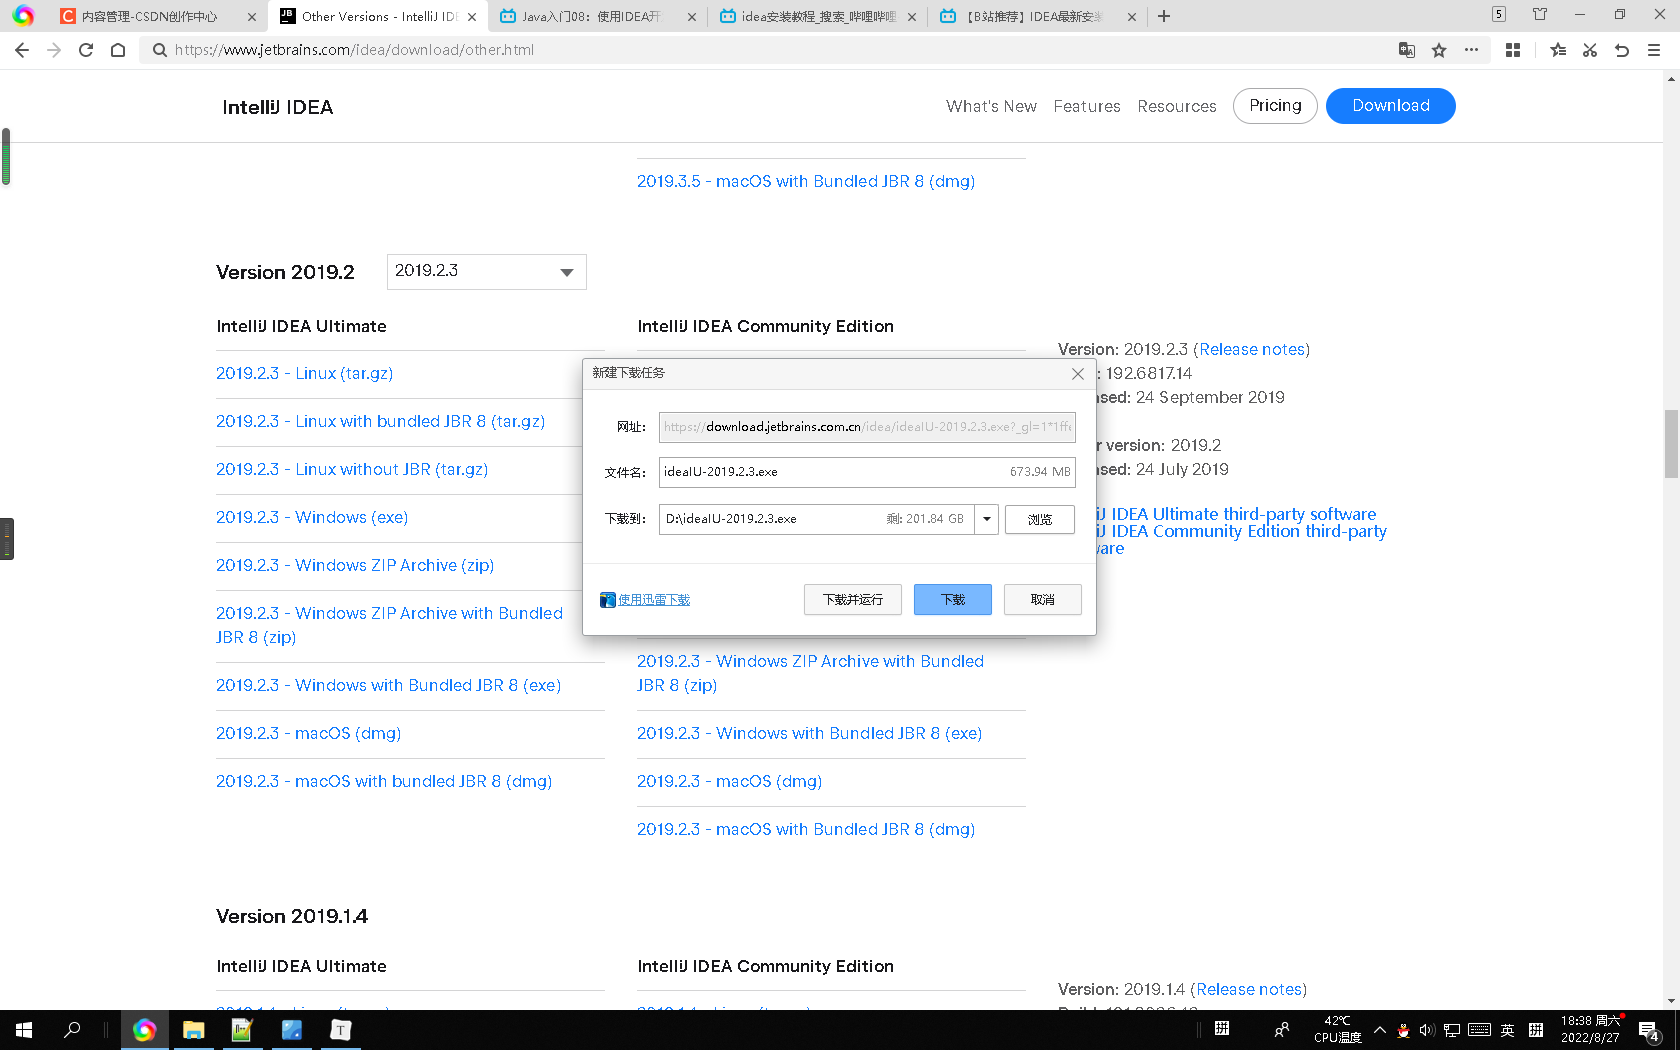 内容管理-CSDN创作中心
Other Versions - IntelliJ IDE
Java入门08：使用IDEA开
idea安装教程_搜索_哔哩哔哩
【B站推荐】IDEA最新安装
5
https://www.jetbrains.com/idea/download/other.html
IntelliJ IDEA
What's New
Features
Resources
Pricing
Download
2019.3.5 - macOS with Bundled JBR 8 (dmg)
Version 2019.2
2019.2.3
IntelliJ IDEA Ultimate
2019.2.3 - Linux (tar.gz)
2019.2.3 - Linux with bundled JBR 8 (tar.gz)
2019.2.3 - Linux without JBR (tar.gz)
2019.2.3 - Windows (exe)
2019.2.3 - Windows ZIP Archive (zip)
2019.2.3 - Windows ZIP Archive with Bundled
JBR 8 (zip)
2019.2.3 - Windows with Bundled JBR 8 (exe)
2019.2.3 - macOS (dmg)
2019.2.3 - macOS with bundled JBR 8 (dmg)
IntelliJ IDEA Community Edition
2019.2.3 - Windows ZIP Archive with Bundled
JBR 8 (zip)
2019.2.3 - Windows with Bundled JBR 8 (exe)
2019.2.3 - macOS (dmg)
2019.2.3 - macOS with Bundled JBR 8 (dmg)
Version: 2019.2.3 (Release notes)
: 192.6817.14
ased: 24 September 2019
r version: 2019.2
ased: 24 July 2019
iJ IDEA Ultimate third-party software
iJ IDEA Community Edition third-party
ware
新建下载任务
网址：
https://download.jetbrains.com.cn/idea/ideaIU-2019.2.3.exe?_gl=1*1ffe
文件名：
ideaIU-2019.2.3.exe
673.94 MB
下载到：
D:\ideaIU-2019.2.3.exe
剩: 201.84 GB
浏览
使用迅雷下载
下载并运行
下载
取消
Version 2019.1.4
IntelliJ IDEA Ultimate
IntelliJ IDEA Community Edition
Version: 2019.1.4 (Release notes)
T
拼
42℃
CPU温度
英
拼
18:38 周六
2022/8/27
4